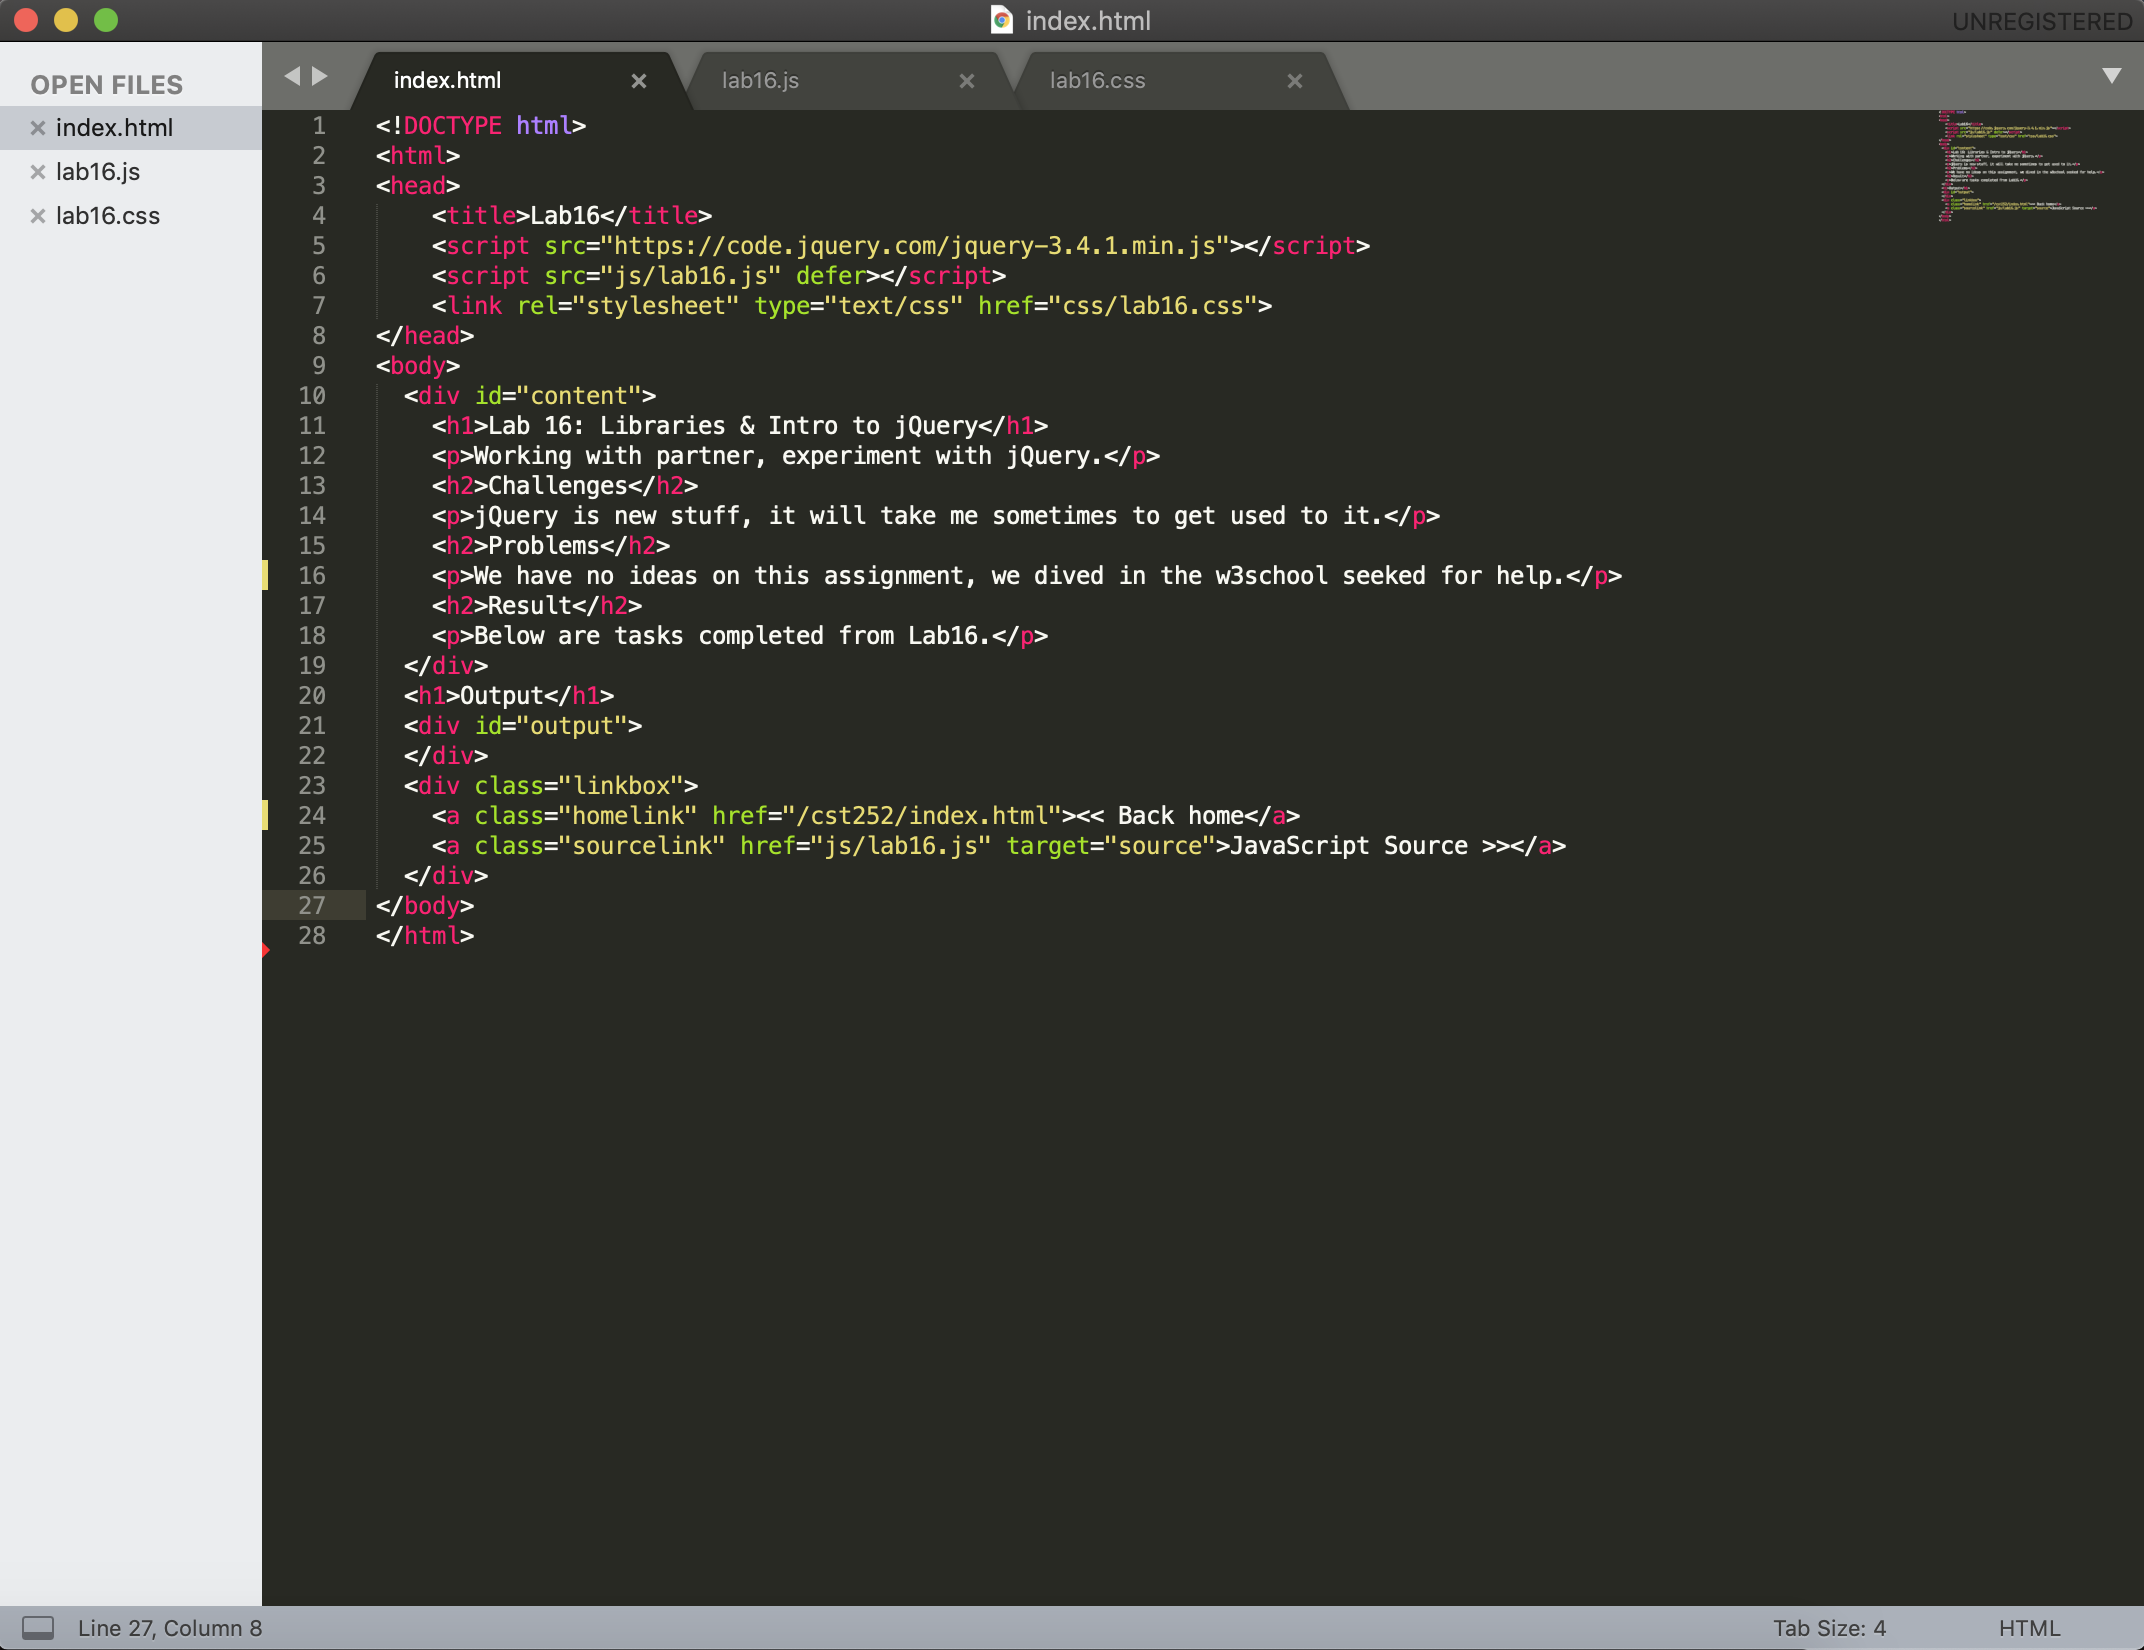 index.html
UNREGISTERED
OPEN FILES
index.html
lab16.js
lab16.css
index.html
lab16.js
lab16.css
1 <!DOCTYPE html>
2 <html>
3 <head>
4 <title>Lab16</title>
5 <script src="https://code.jquery.com/jquery-3.4.1.min.js"></script>
6 <script src="js/lab16.js" defer></script>
7 <link rel="stylesheet" type="text/css" href="css/lab16.css">
8 </head>
9 <body>
10 <div id="content">
11 <h1>Lab 16: Libraries & Intro to jQuery</h1>
12 <p>Working with partner, experiment with jQuery.</p>
13 <h2>Challenges</h2>
14 <p>jQuery is new stuff, it will take me sometimes to get used to it.</p>
15 <h2>Problems</h2>
16 <p>We have no ideas on this assignment, we dived in the w3school seeked for help.</p>
17 <h2>Result</h2>
18 <p>Below are tasks completed from Lab16.</p>
19 </div>
20 <h1>Output</h1>
21 <div id="output">
22 </div>
23 <div class="linkbox">
24 <a class="homelink" href="/cst252/index.html"><< Back home</a>
25 <a class="sourcelink" href="js/lab16.js" target="source">JavaScript Source >></a>
26 </div>
27 </body>
28 </html>
Line 27, Column 8
Tab Size: 4
HTML